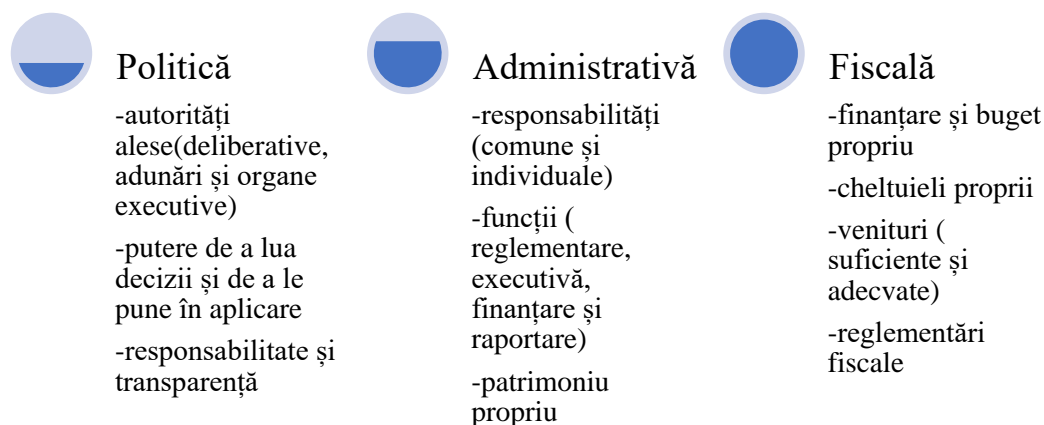 Politică
-autorități
alese(deliberative,
adunări și organe
executive)
-putere de a lua
decizii și de a le
pune în aplicare
-responsabilitate și
transparență
Administrativă
-responsabilități
(comune și
individuale)
-funcții (
reglementare,
executivă,
finanțare și
raportare)
-patrimoniu
propriu
Fiscală
-finanțare și buget
propriu
-cheltuieli proprii
-venituri (
suficiente și
adecvate)
-reglementări
fiscale